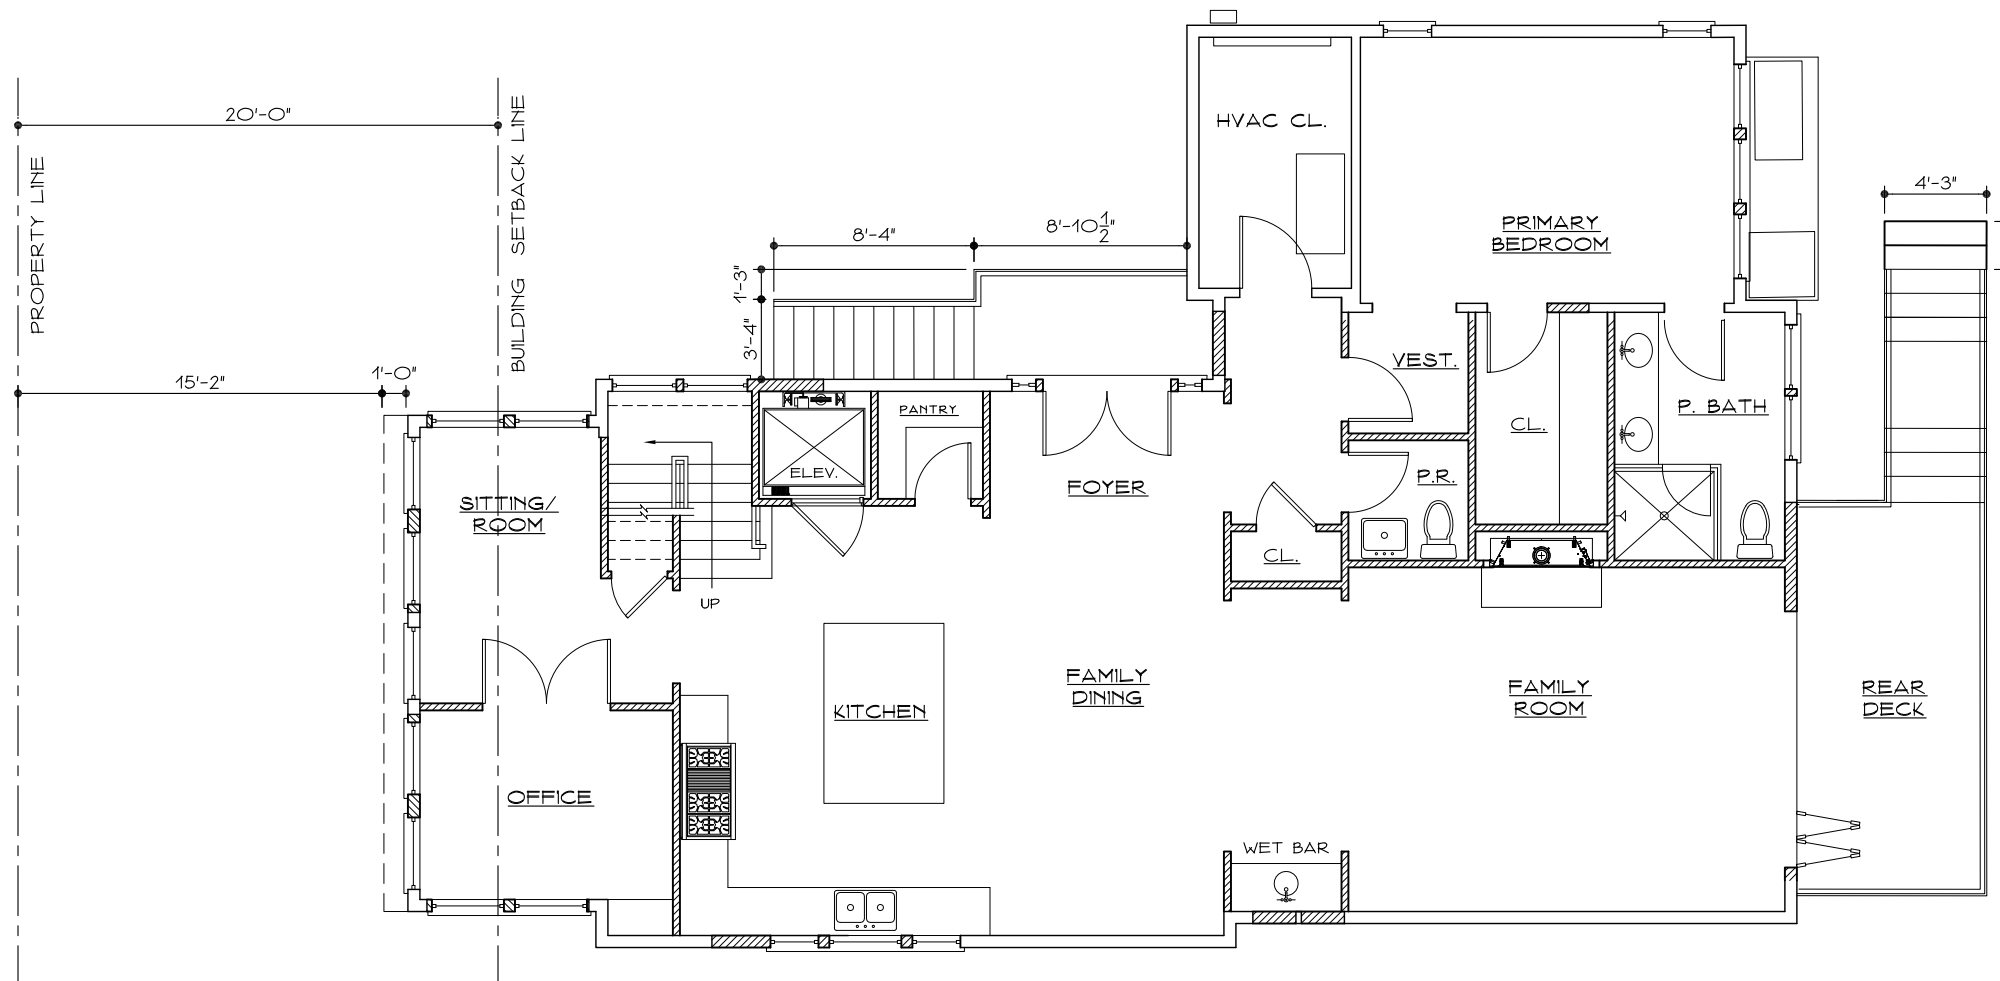 20'-0"
PROPERTY LINE
BUILDING SETBACK LINE
15'-2"
1'-0"
8'-4"
8'-10 1/2"
1'-3"
3'-4"
4'-3"
HVAC CL.
PRIMARY
BEDROOM
VEST.
CL.
P. BATH
PANTRY
ELEV.
FOYER
P.R.
CL.
SITTING/
ROOM
UP
KITCHEN
FAMILY
DINING
FAMILY
ROOM
REAR
DECK
OFFICE
WET BAR